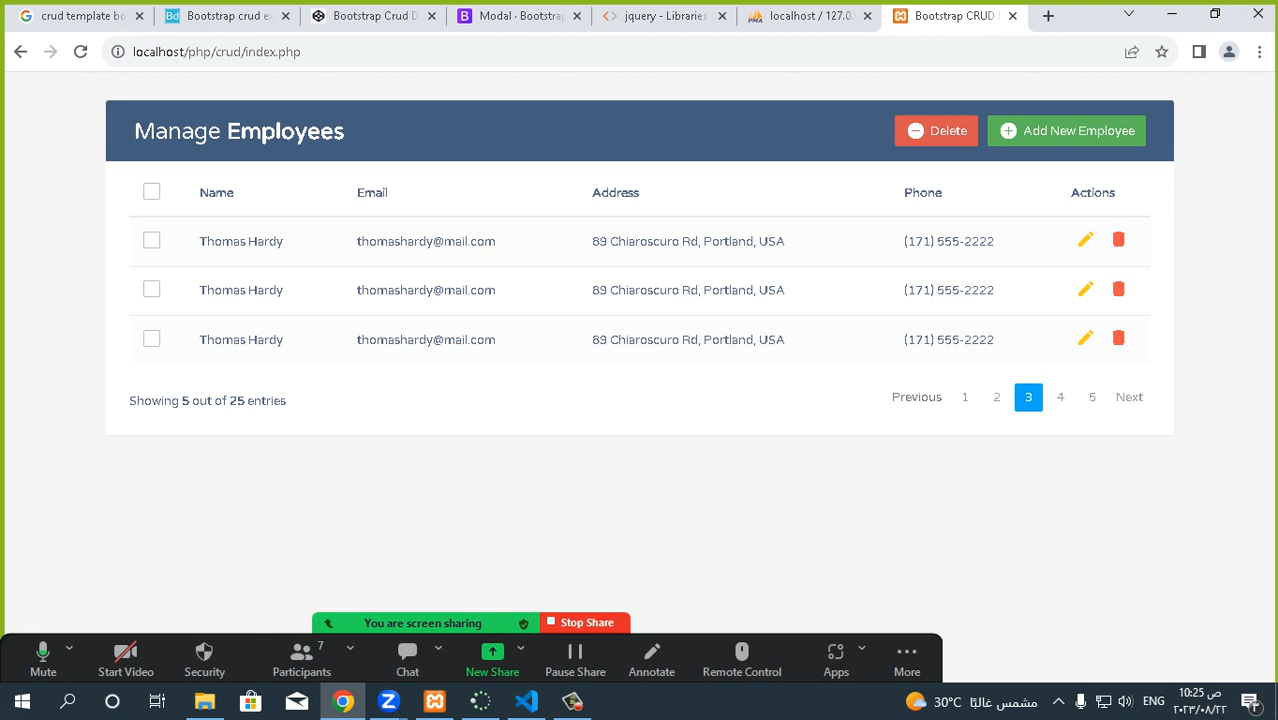 crud template bo
Bootstrap crud ex
Bootstrap Crud D
Modal · Bootstrap
jquery - Libraries
localhost / 127.0.
Bootstrap CRUD
localhost/php/crud/index.php
Manage Employees
Delete
Add New Employee
Name Email Address Phone Actions
Thomas Hardy thomashardy@mail.com 89 Chiaroscuro Rd, Portland, USA (171) 555-2222
Thomas Hardy thomashardy@mail.com 89 Chiaroscuro Rd, Portland, USA (171) 555-2222
Thomas Hardy thomashardy@mail.com 89 Chiaroscuro Rd, Portland, USA (171) 555-2222
Showing 5 out of 25 entries
Previous 1 2 3 4 5 Next
You are screen sharing
Stop Share
Mute
Start Video
Security
Participants 7
Chat
New Share
Pause Share
Annotate
Remote Control
Apps
More
30°C مشمس غالبًا
ENG
10:25 ص
٢٠٢٣/٠٨/٢٢